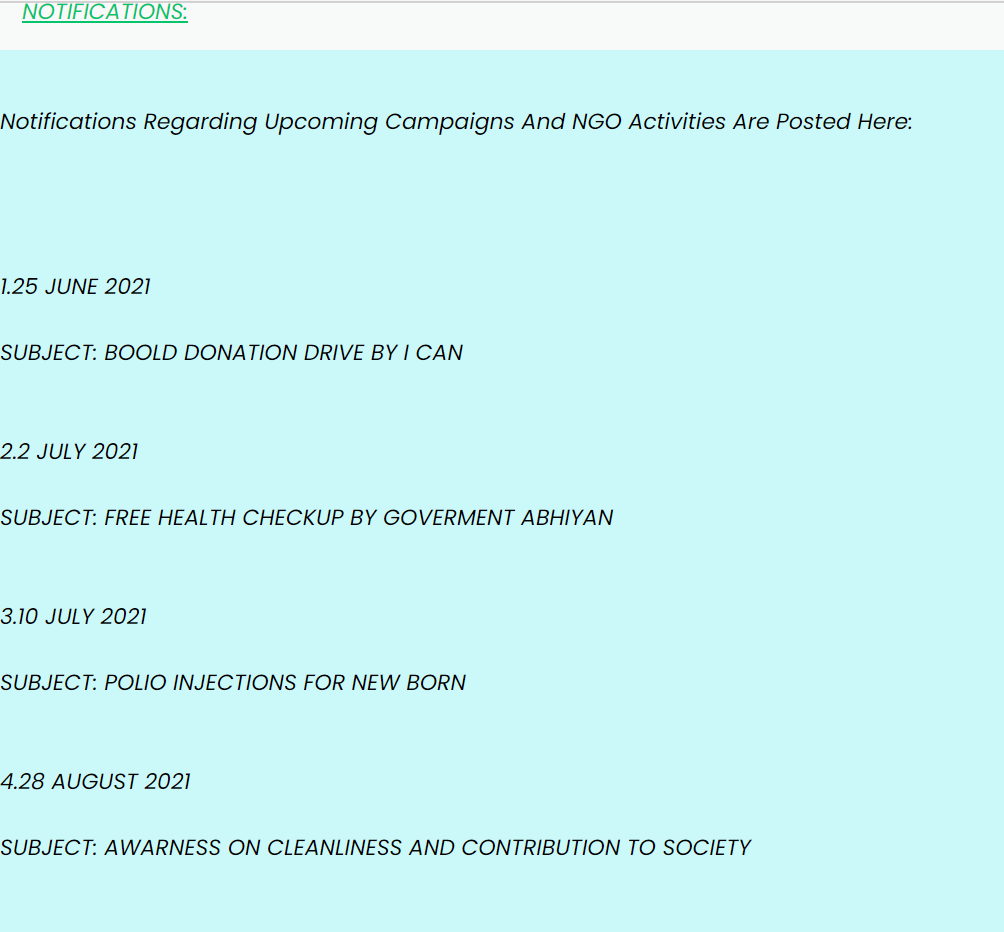 NOTIFICATIONS:
Notifications Regarding Upcoming Campaigns And NGO Activities Are Posted Here:
1.25 JUNE 2021
SUBJECT: BOOLD DONATION DRIVE BY I CAN
2.2 JULY 2021
SUBJECT: FREE HEALTH CHECKUP BY GOVERMENT ABHIYAN
3.10 JULY 2021
SUBJECT: POLIO INJECTIONS FOR NEW BORN
4.28 AUGUST 2021
SUBJECT: AWARNESS ON CLEANLINESS AND CONTRIBUTION TO SOCIETY